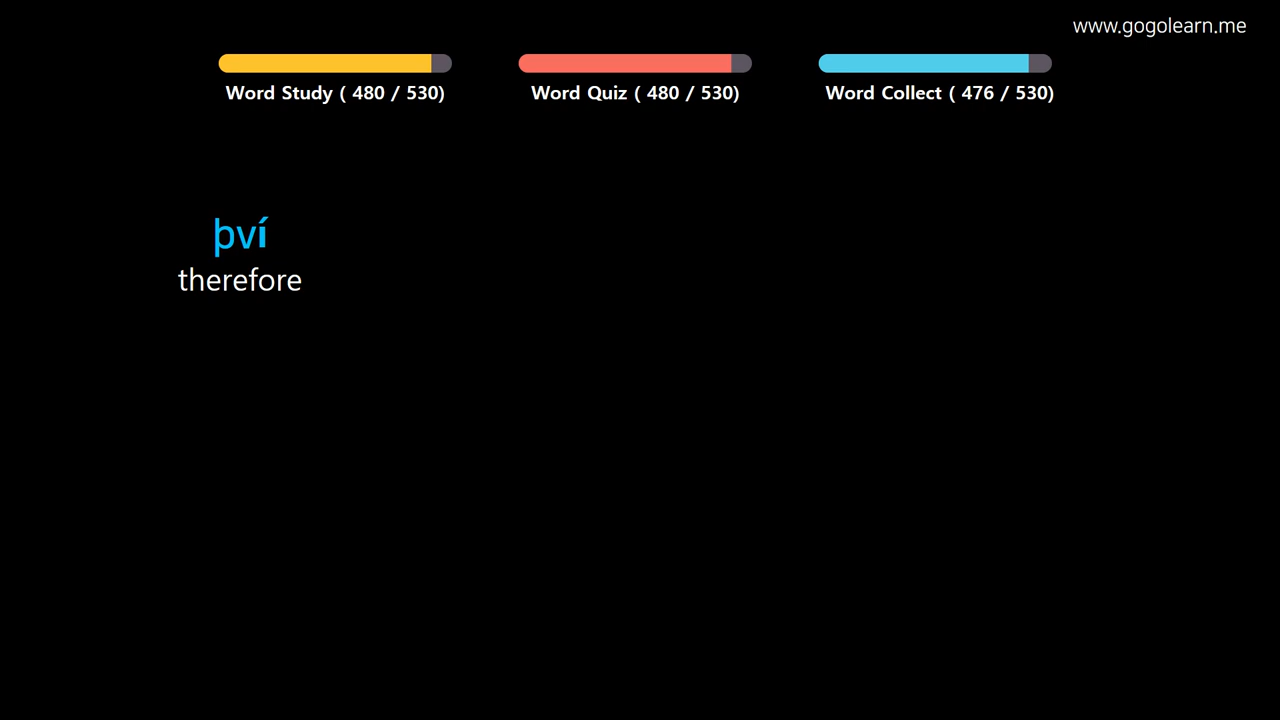 www.gogolearn.me
Word Study ( 480 / 530)
Word Quiz ( 480 / 530)
Word Collect ( 476 / 530)
því
therefore